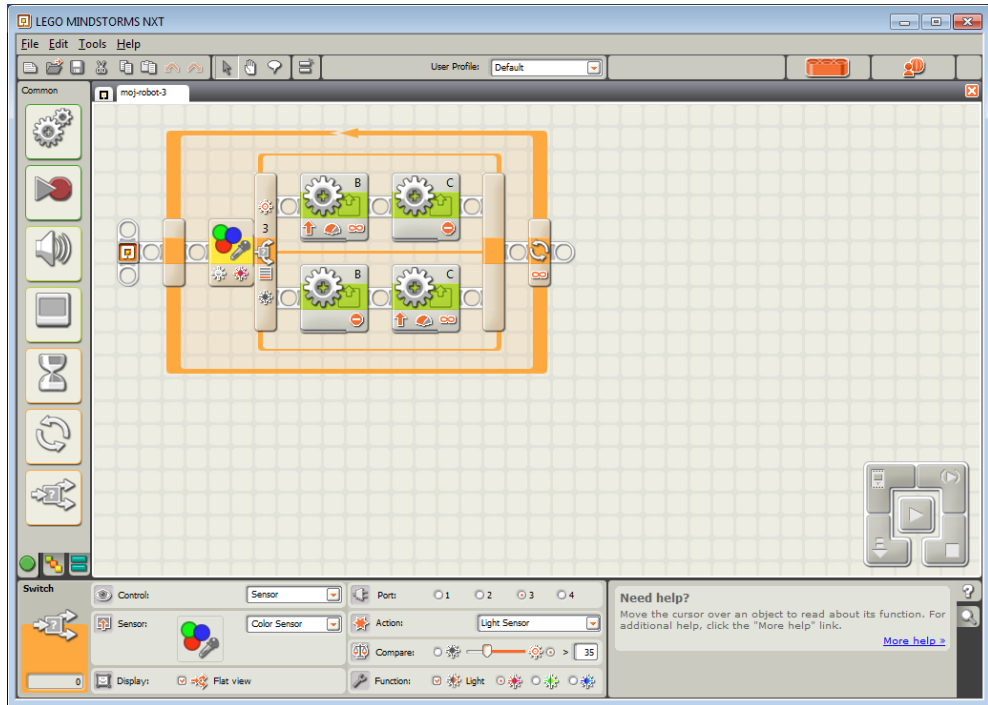 LEGO MINDSTORMS NXT
File Edit Tools Help
User Profile: Default
Common
moj-robot-3
B C
3
B C
Switch
Control: Sensor
Port: 1 2 3 4
Sensor: Color Sensor
Action: Light Sensor
Compare: > 35
0
Display: Flat view
Function: Light
Need help?
Move the cursor over an object to read about its function. For
additional help, click the "More help" link.
More help »